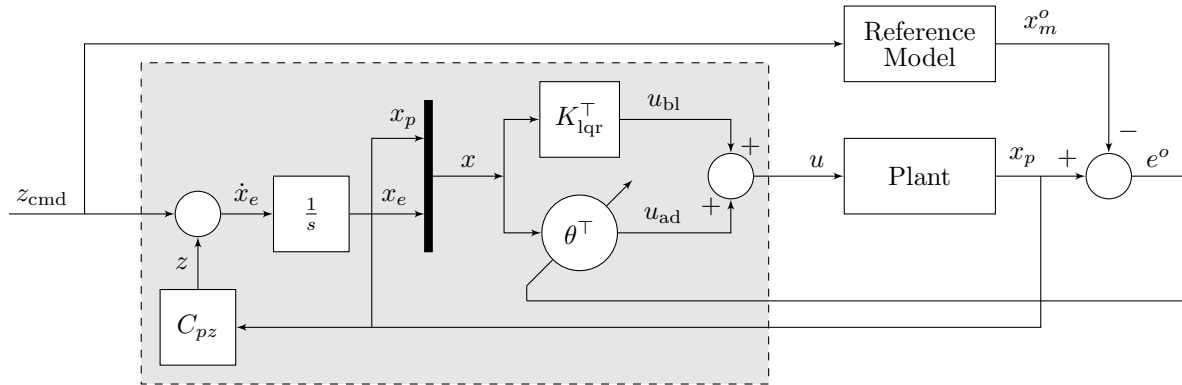 Reference
Model
x_m^o
x_p
K_lqr^⊤
u_bl
+
−
z_cmd
ẋ_e
1/s
x_e
x
u
Plant
x_p
+
e^o
+
θ^⊤
u_ad
z
C_pz